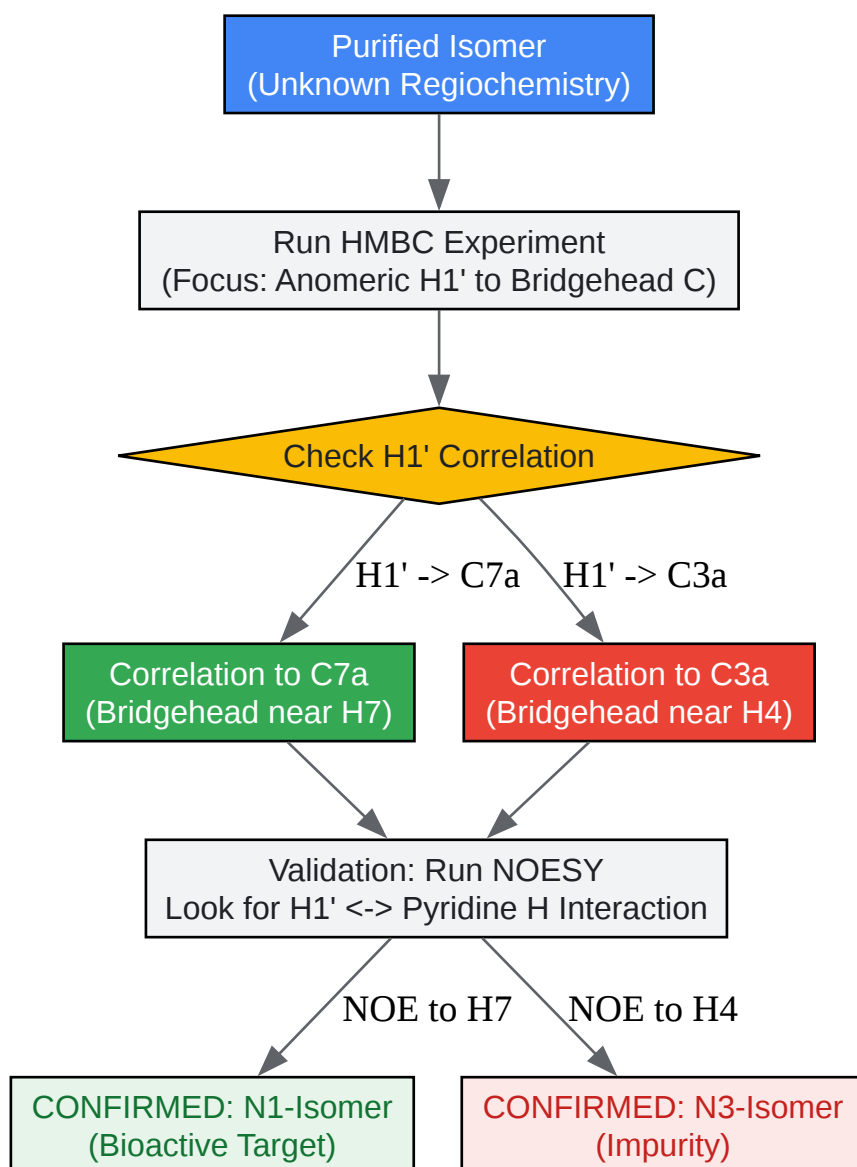 Purified Isomer
(Unknown Regiochemistry)
Run HMBC Experiment
(Focus: Anomeric H1' to Bridgehead C)
Check H1' Correlation
H1' -> C7a
H1' -> C3a
Correlation to C7a
(Bridgehead near H7)
Correlation to C3a
(Bridgehead near H4)
Validation: Run NOESY
Look for H1' <-> Pyridine H Interaction
NOE to H7
NOE to H4
CONFIRMED: N1-Isomer
(Bioactive Target)
CONFIRMED: N3-Isomer
(Impurity)